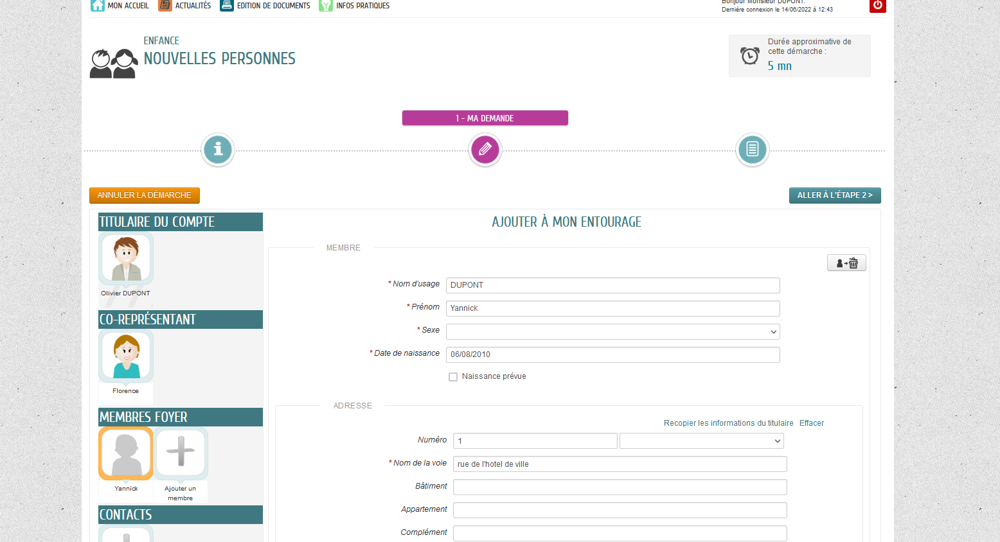 MON ACCUEIL
ACTUALITÉS
EDITION DE DOCUMENTS
INFOS PRATIQUES
Bonjour Monsieur DUPONT.
Dernière connexion le 14/06/2022 à 12:43
ENFANCE
NOUVELLES PERSONNES
Durée approximative de
cette démarche :
5 mn
1 - MA DEMANDE
ANNULER LA DÉMARCHE
ALLER À L'ÉTAPE 2 >
TITULAIRE DU COMPTE
Olivier DUPONT
CO-REPRÉSENTANT
Florence
MEMBRES FOYER
Yannick
Ajouter un
membre
CONTACTS
AJOUTER À MON ENTOURAGE
MEMBRE
* Nom d'usage DUPONT
* Prénom Yannick
* Sexe
* Date de naissance 06/08/2010
Naissance prévue
ADRESSE
Recopier les informations du titulaire Effacer
Numéro 1
* Nom de la voie rue de l'hotel de ville
Bâtiment
Appartement
Complément